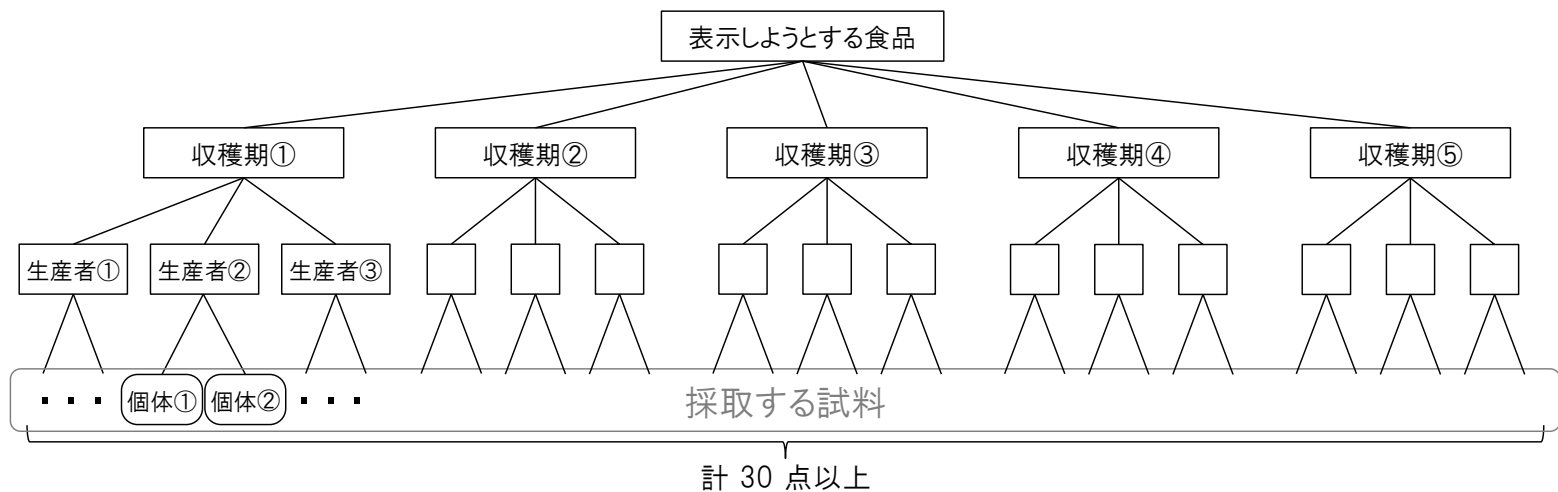 表示しようとする食品
収穫期①
収穫期②
収穫期③
収穫期④
収穫期⑤
生産者①
生産者②
生産者③
・・・
個体①
個体②
・・・
採取する試料
計 30 点以上